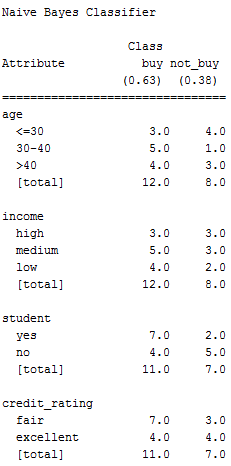 Naive Bayes Classifier
Class
Attribute buy not_buy
(0.63) (0.38)
================================
age
<=30 3.0 4.0
30-40 5.0 1.0
>40 4.0 3.0
[total] 12.0 8.0
income
high 3.0 3.0
medium 5.0 3.0
low 4.0 2.0
[total] 12.0 8.0
student
yes 7.0 2.0
no 4.0 5.0
[total] 11.0 7.0
credit_rating
fair 7.0 3.0
excellent 4.0 4.0
[total] 11.0 7.0